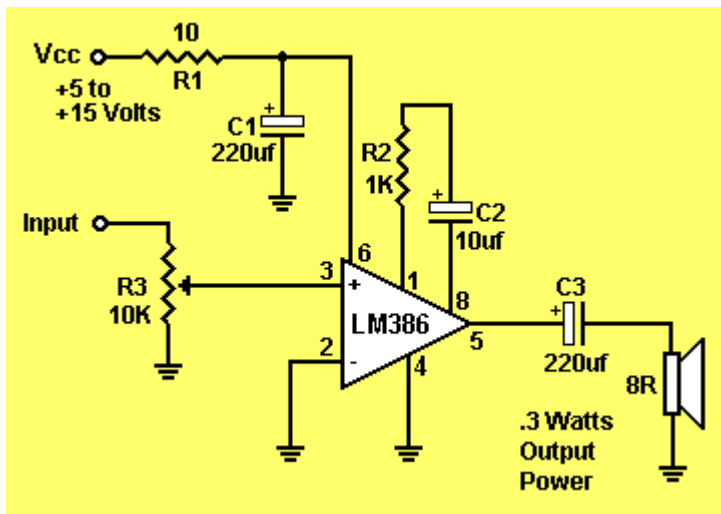 10
Vcc
R1
+5 to
+15 Volts
+
C1
220uf
R2
1K
+
C2
10uf
Input
R3
10K
6
3
+
1
8
LM386
2
-
4
5
C3
+
220uf
8R
.3 Watts
Output
Power